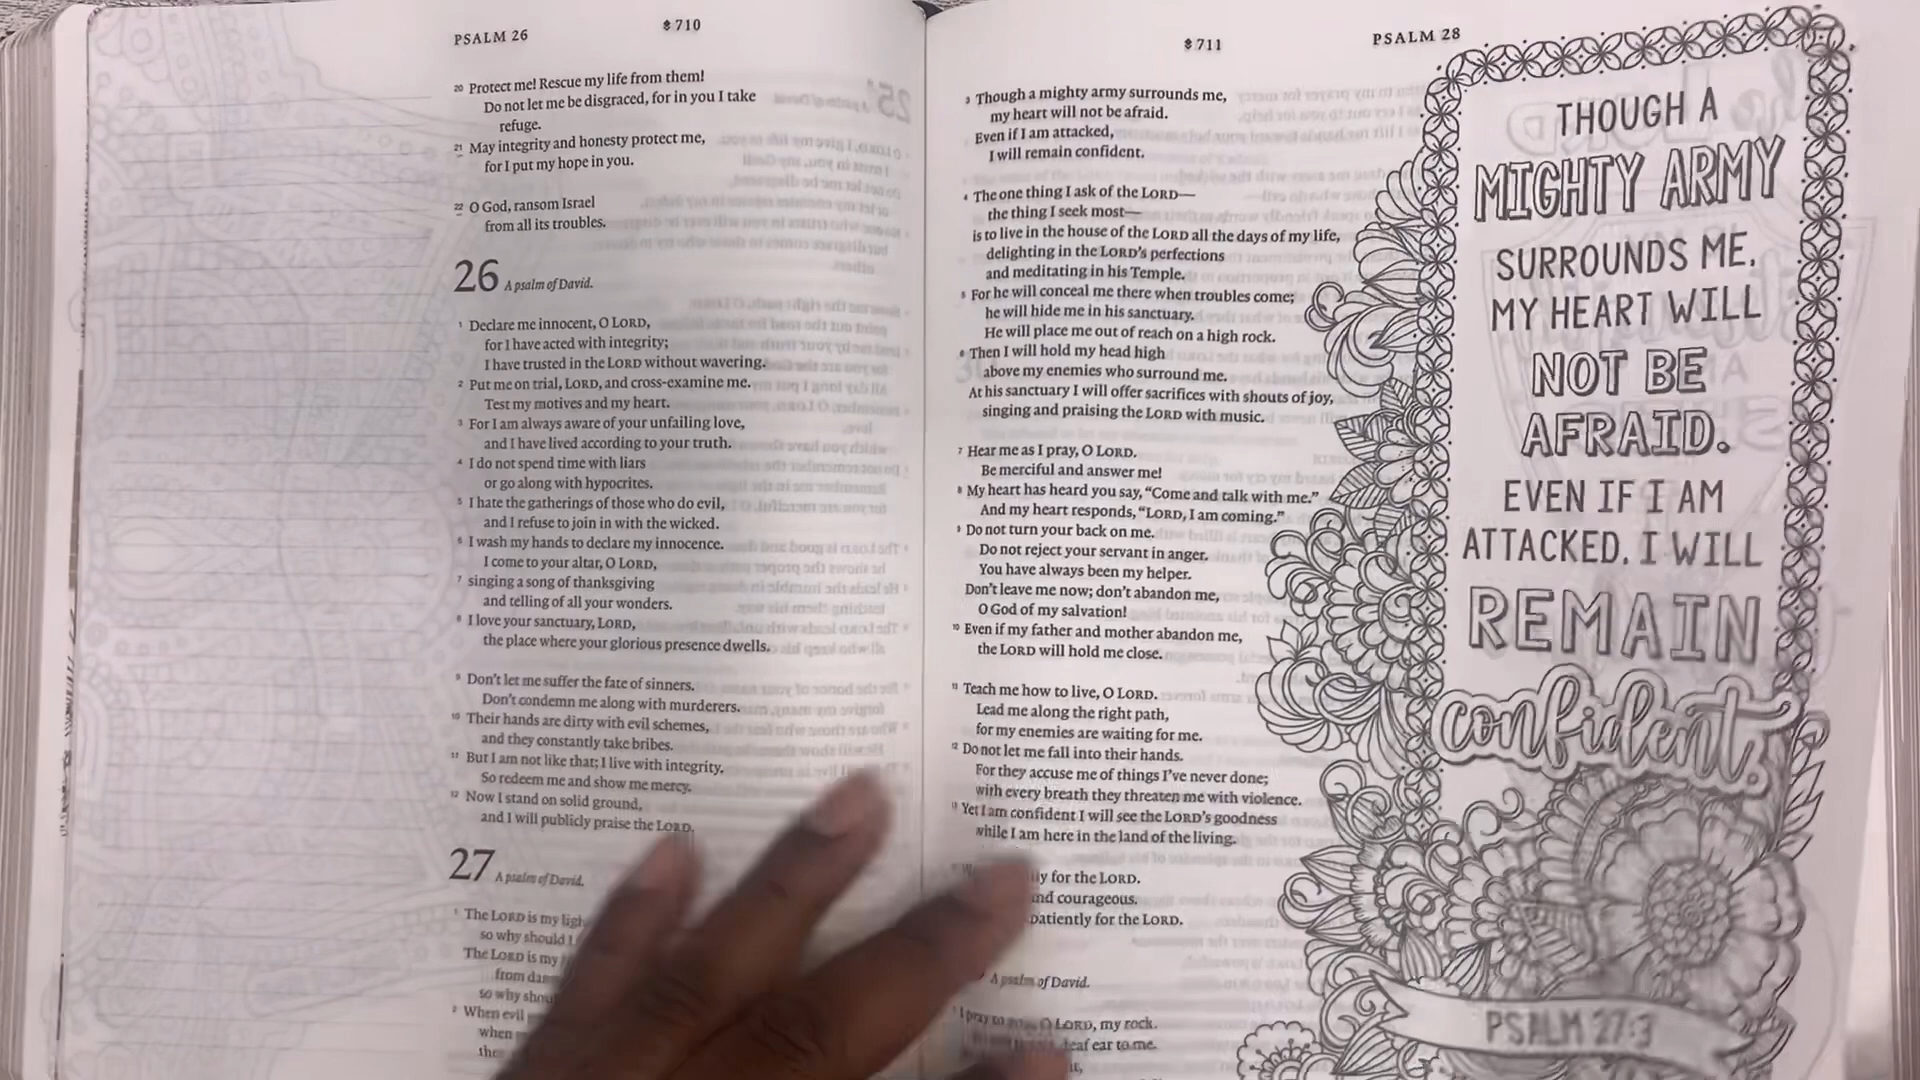 PSALM 26
710
20 Protect me! Rescue my life from them!
Do not let me be disgraced, for in you I take
refuge.
21 May integrity and honesty protect me,
for I put my hope in you.
22 O God, ransom Israel
from all its troubles.
26 A psalm of David.
1 Declare me innocent, O LORD,
for I have acted with integrity;
I have trusted in the LORD without wavering.
2 Put me on trial, LORD, and cross-examine me.
Test my motives and my heart.
3 For I am always aware of your unfailing love,
and I have lived according to your truth.
4 I do not spend time with liars
or go along with hypocrites.
5 I hate the gatherings of those who do evil,
and I refuse to join in with the wicked.
6 I wash my hands to declare my innocence.
I come to your altar, O LORD,
7 singing a song of thanksgiving
and telling of all your wonders.
8 I love your sanctuary, LORD,
the place where your glorious presence dwells.
9 Don't let me suffer the fate of sinners.
Don't condemn me along with murderers.
10 Their hands are dirty with evil schemes,
and they constantly take bribes.
11 But I am not like that; I live with integrity.
So redeem me and show me mercy.
12 Now I stand on solid ground,
and I will publicly praise the LORD.
27 A psalm of David.
1 The LORD is my
so why should I
The LORD is my
from
so why
2 When evil
when
711
PSALM 28
3 Though a mighty army surrounds me,
my heart will not be afraid.
Even if I am attacked,
I will remain confident.
4 The one thing I ask of the LORD—
the thing I seek most—
is to live in the house of the LORD all the days of my life,
delighting in the LORD's perfections
and meditating in his Temple.
5 For he will conceal me there when troubles come;
he will hide me in his sanctuary.
He will place me out of reach on a high rock.
6 Then I will hold my head high
above my enemies who surround me.
At his sanctuary I will offer sacrifices with shouts of joy,
singing and praising the LORD with music.
7 Hear me as I pray, O LORD.
Be merciful and answer me!
8 My heart has heard you say, "Come and talk with me."
And my heart responds, "LORD, I am coming."
9 Do not turn your back on me.
Do not reject your servant in anger.
You have always been my helper.
Don't leave me now; don't abandon me,
O God of my salvation!
10 Even if my father and mother abandon me,
the LORD will hold me close.
11 Teach me how to live, O LORD.
Lead me along the right path,
for my enemies are waiting for me.
12 Do not let me fall into their hands.
For they accuse me of things I've never done;
with every breath they threaten me with violence.
13 Yet I am confident I will see the LORD's goodness
while I am here in the land of the living.
for the LORD.
and courageous.
patiently for the LORD.
A psalm of David.
1 I pray to O LORD, my rock.
deaf ear to me.
THOUGH A
MIGHTY ARMY
SURROUNDS ME,
MY HEART WILL
NOT BE
AFRAID.
EVEN IF I AM
ATTACKED, I WILL
REMAIN
confident.
PSALM 27:3